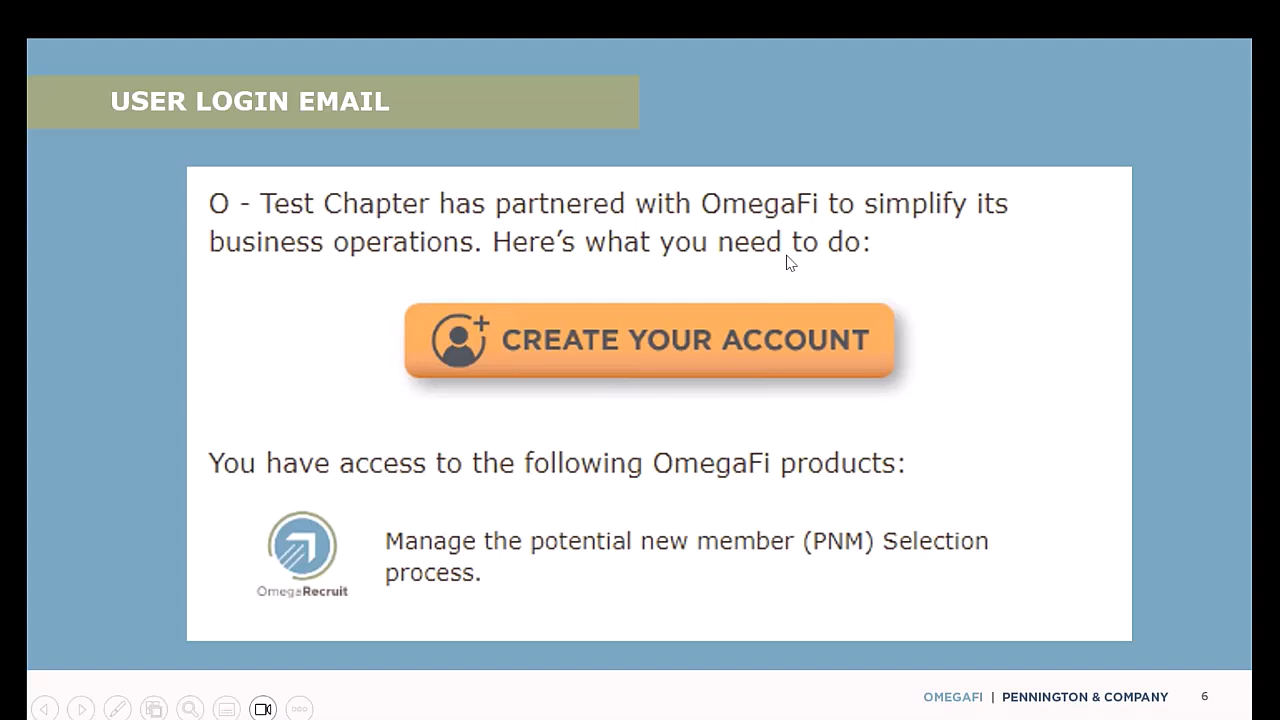 USER LOGIN EMAIL
O - Test Chapter has partnered with OmegaFi to simplify its
business operations. Here’s what you need to do:
CREATE YOUR ACCOUNT
You have access to the following OmegaFi products:
Manage the potential new member (PNM) Selection
process.
OmegaRecruit
OMEGAFI | PENNINGTON & COMPANY 6